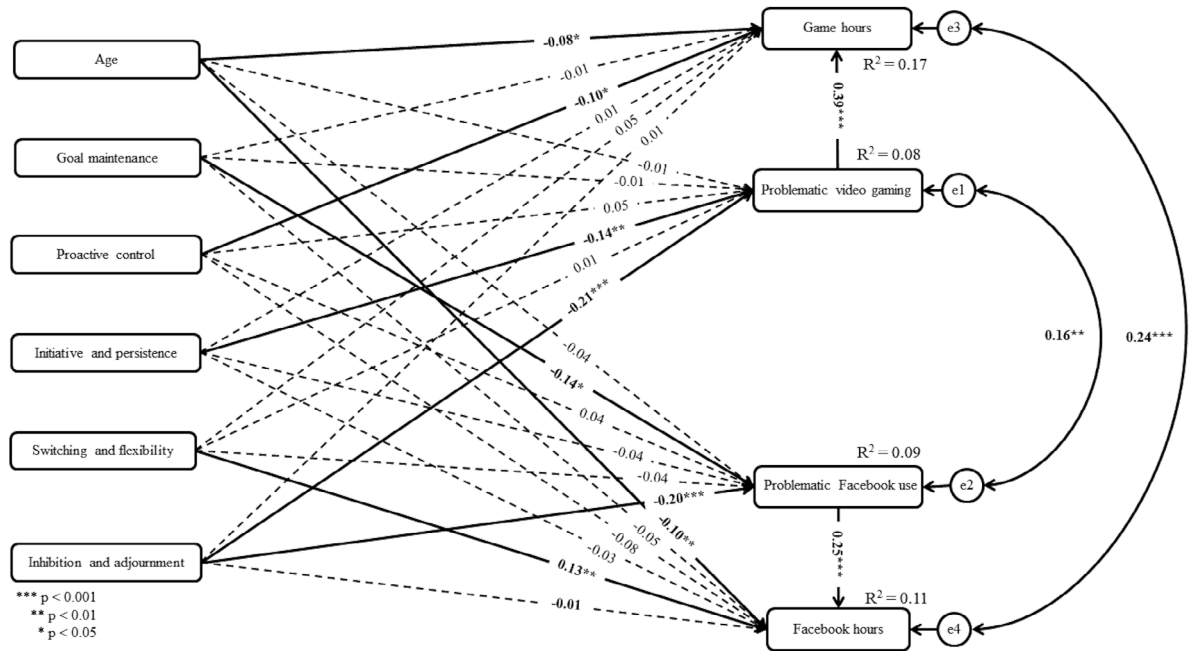 Age
Goal maintenance
Proactive control
Initiative and persistence
Switching and flexibility
Inhibition and adjournment
*** p < 0.001
** p < 0.01
* p < 0.05
-0.08*
-0.01
-0.10*
0.01
0.05
0.01
-0.01
-0.01
0.05
-0.14**
0.01
-0.21***
-0.04
-0.14*
0.04
-0.04
-0.04
-0.20***
-0.10**
-0.05
-0.08
-0.03
0.13**
-0.01
Game hours
e3
R² = 0.17
0.39***
R² = 0.08
Problematic video gaming
e1
0.16**
0.24***
R² = 0.09
Problematic Facebook use
e2
0.25***
R² = 0.11
Facebook hours
e4